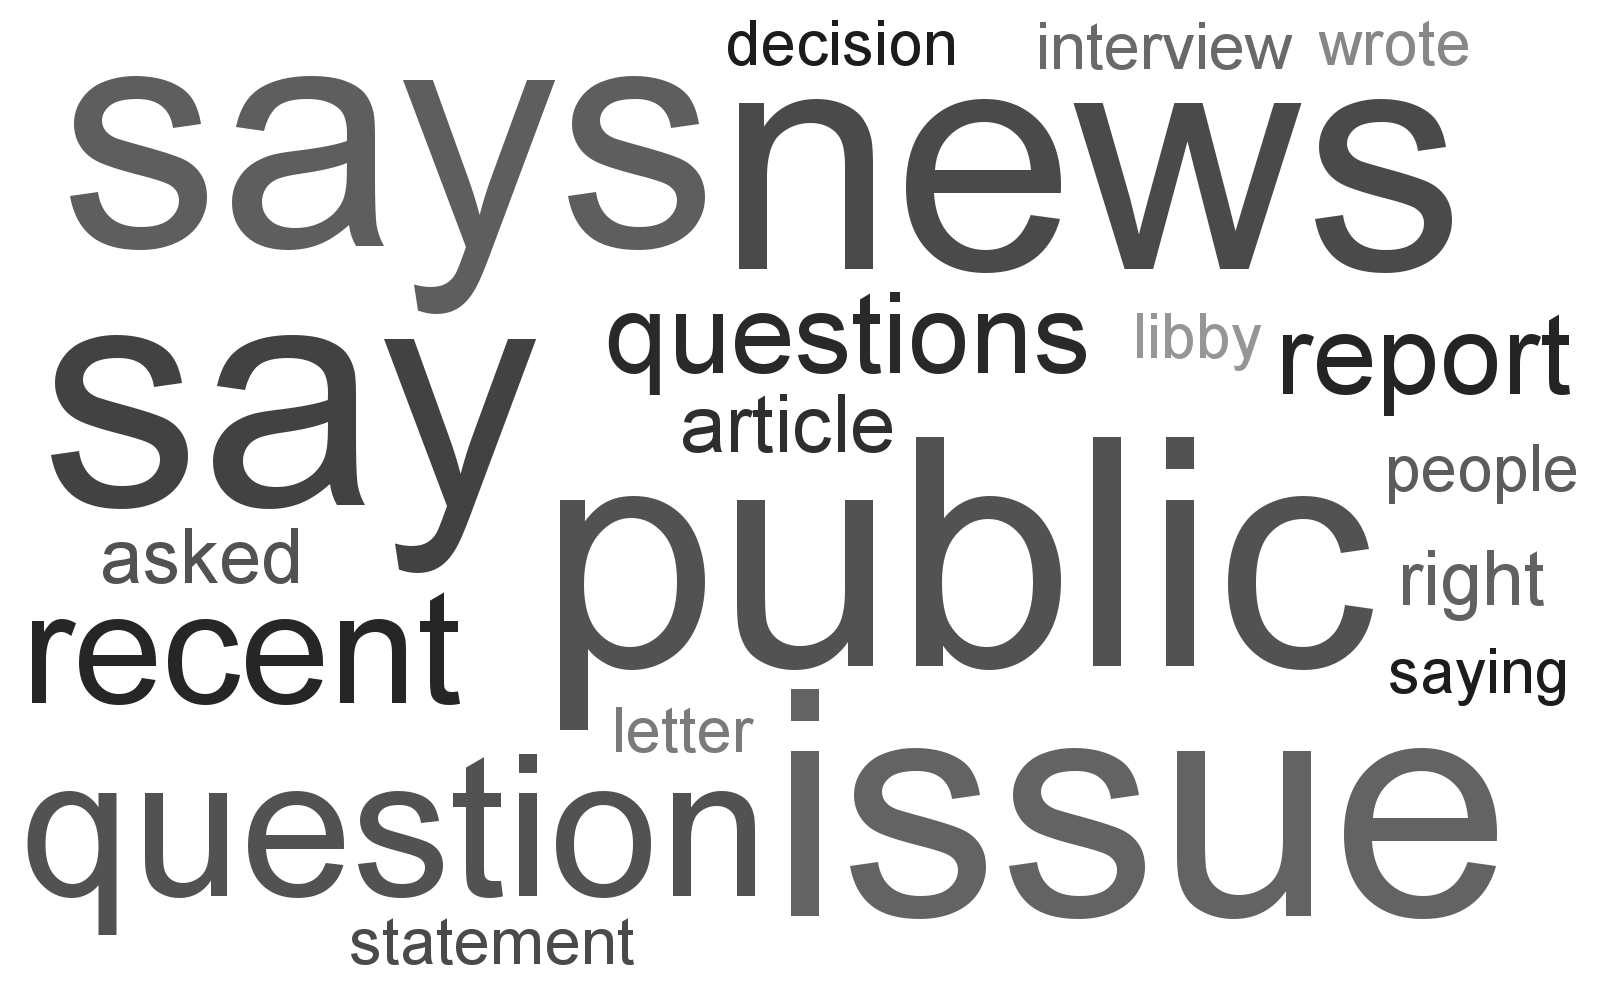 decision interview wrote
says news
questions libby report
say article
people
public
asked right
recent saying
letter
question issue
statement